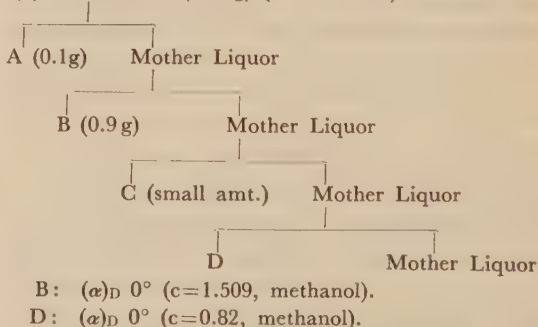 A (0.1g) Mother Liquor
B (0.9 g) Mother Liquor
C (small amt.) Mother Liquor
D Mother Liquor
B: (α)D 0° (c=1.509, methanol).
D: (α)D 0° (c=0.82, methanol).